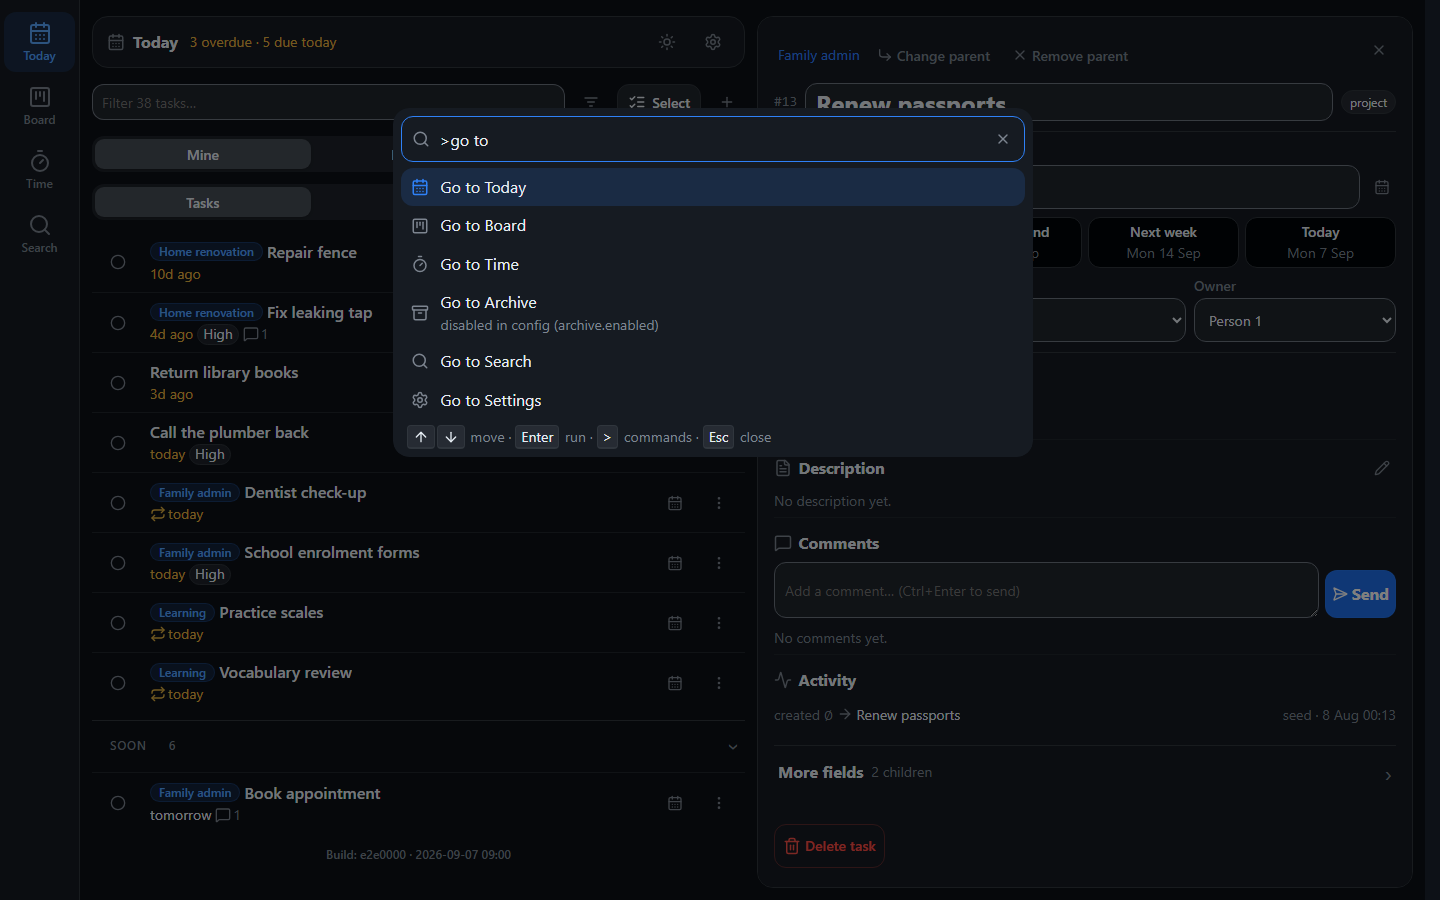 Today
Board
Time
Search
Today 3 overdue · 5 due today
Filter 38 tasks...
Select
Mine
Tasks
Home renovation Repair fence
10d ago
Home renovation Fix leaking tap
4d ago High 1
Return library books
3d ago
Call the plumber back
today High
Family admin Dentist check-up
today
Family admin School enrolment forms
today High
Learning Practice scales
today
Learning Vocabulary review
today
SOON 6
Family admin Book appointment
tomorrow 1
Build: e2e0000 · 2026-09-07 09:00
>go to
Go to Today
Go to Board
Go to Time
Go to Archive
disabled in config (archive.enabled)
Go to Search
Go to Settings
↑ ↓ move · Enter run · > commands · Esc close
Family admin Change parent Remove parent
#13 Renew passports project
Next week
Mon 14 Sep
Today
Mon 7 Sep
Owner
Person 1
Description
No description yet.
Comments
Add a comment... (Ctrl+Enter to send)
Send
No comments yet.
Activity
created ∅ → Renew passports seed · 8 Aug 00:13
More fields 2 children
Delete task